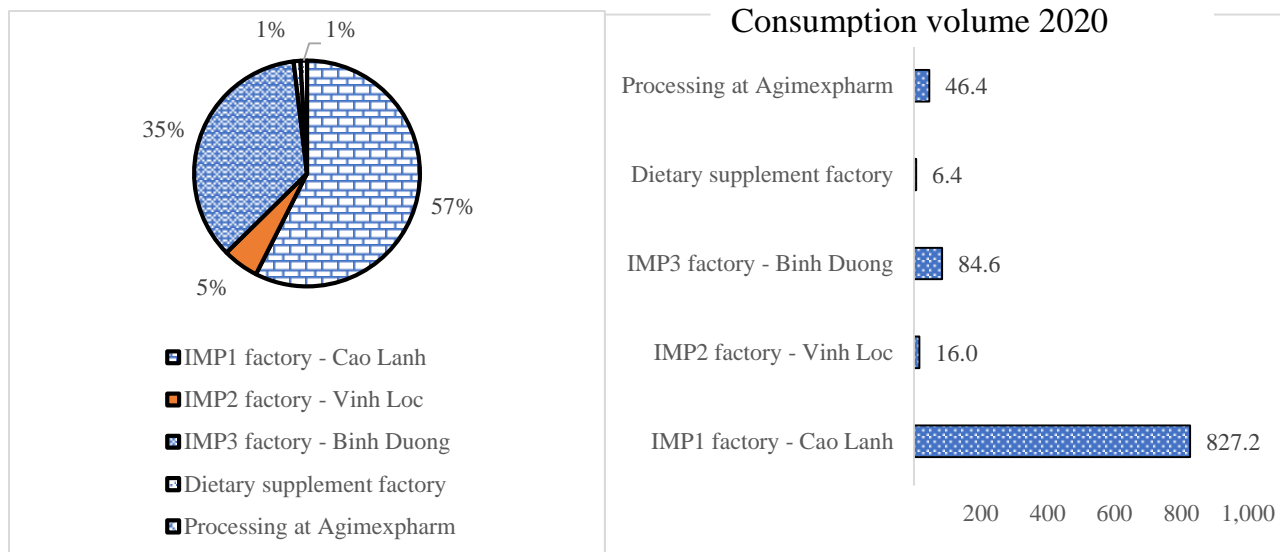 1%
1%
35%
57%
5%
IMP1 factory - Cao Lanh
IMP2 factory - Vinh Loc
IMP3 factory - Binh Duong
Dietary supplement factory
Processing at Agimexpharm
Consumption volume 2020
Processing at Agimexpharm 46.4
Dietary supplement factory 6.4
IMP3 factory - Binh Duong 84.6
IMP2 factory - Vinh Loc 16.0
IMP1 factory - Cao Lanh 827.2
200 400 600 800 1,000